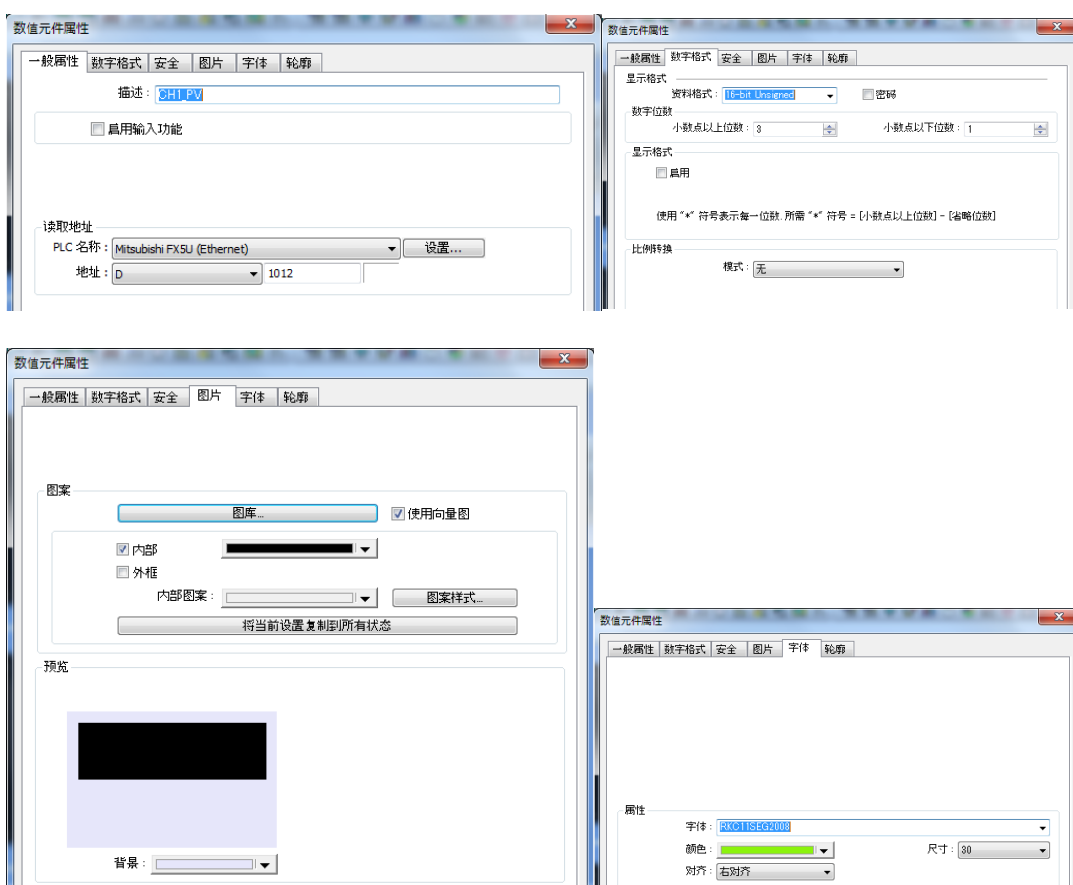 数值元件属性
一般属性 数字格式 安全 图片 字体 轮廓
描述： CH1_PV
启用输入功能
读取地址
PLC 名称： Mitsubishi FX5U (Ethernet) 设置...
地址： D 1012
数值元件属性
一般属性 数字格式 安全 图片 字体 轮廓
显示格式
资料格式： 16-bit Unsigned 密码
数字位数
小数点以上位数： 3 小数点以下位数： 1
显示格式
启用
使用 "*" 符号表示每一位数. 所需 "*" 符号 = [小数点以上位数] - [省略位数]
比例转换
模式： 无
数值元件属性
一般属性 数字格式 安全 图片 字体 轮廓
图案
图库... 使用向量图
内部
外框
内部图案： 图案样式...
将当前设置复制到所有状态
预览
背景：
数值元件属性
一般属性 数字格式 安全 图片 字体 轮廓
属性
字体： RKC11SEG2008
颜色： 尺寸： 30
对齐： 右对齐